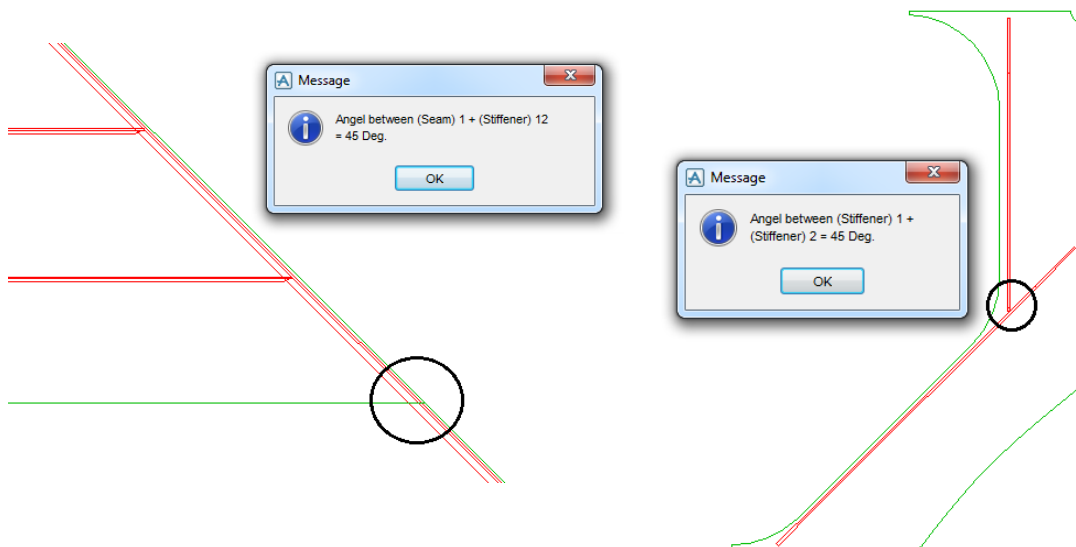 Message
Angel between (Seam) 1 + (Stiffener) 12
= 45 Deg.
OK
Message
Angel between (Stiffener) 1 +
(Stiffener) 2 = 45 Deg.
OK